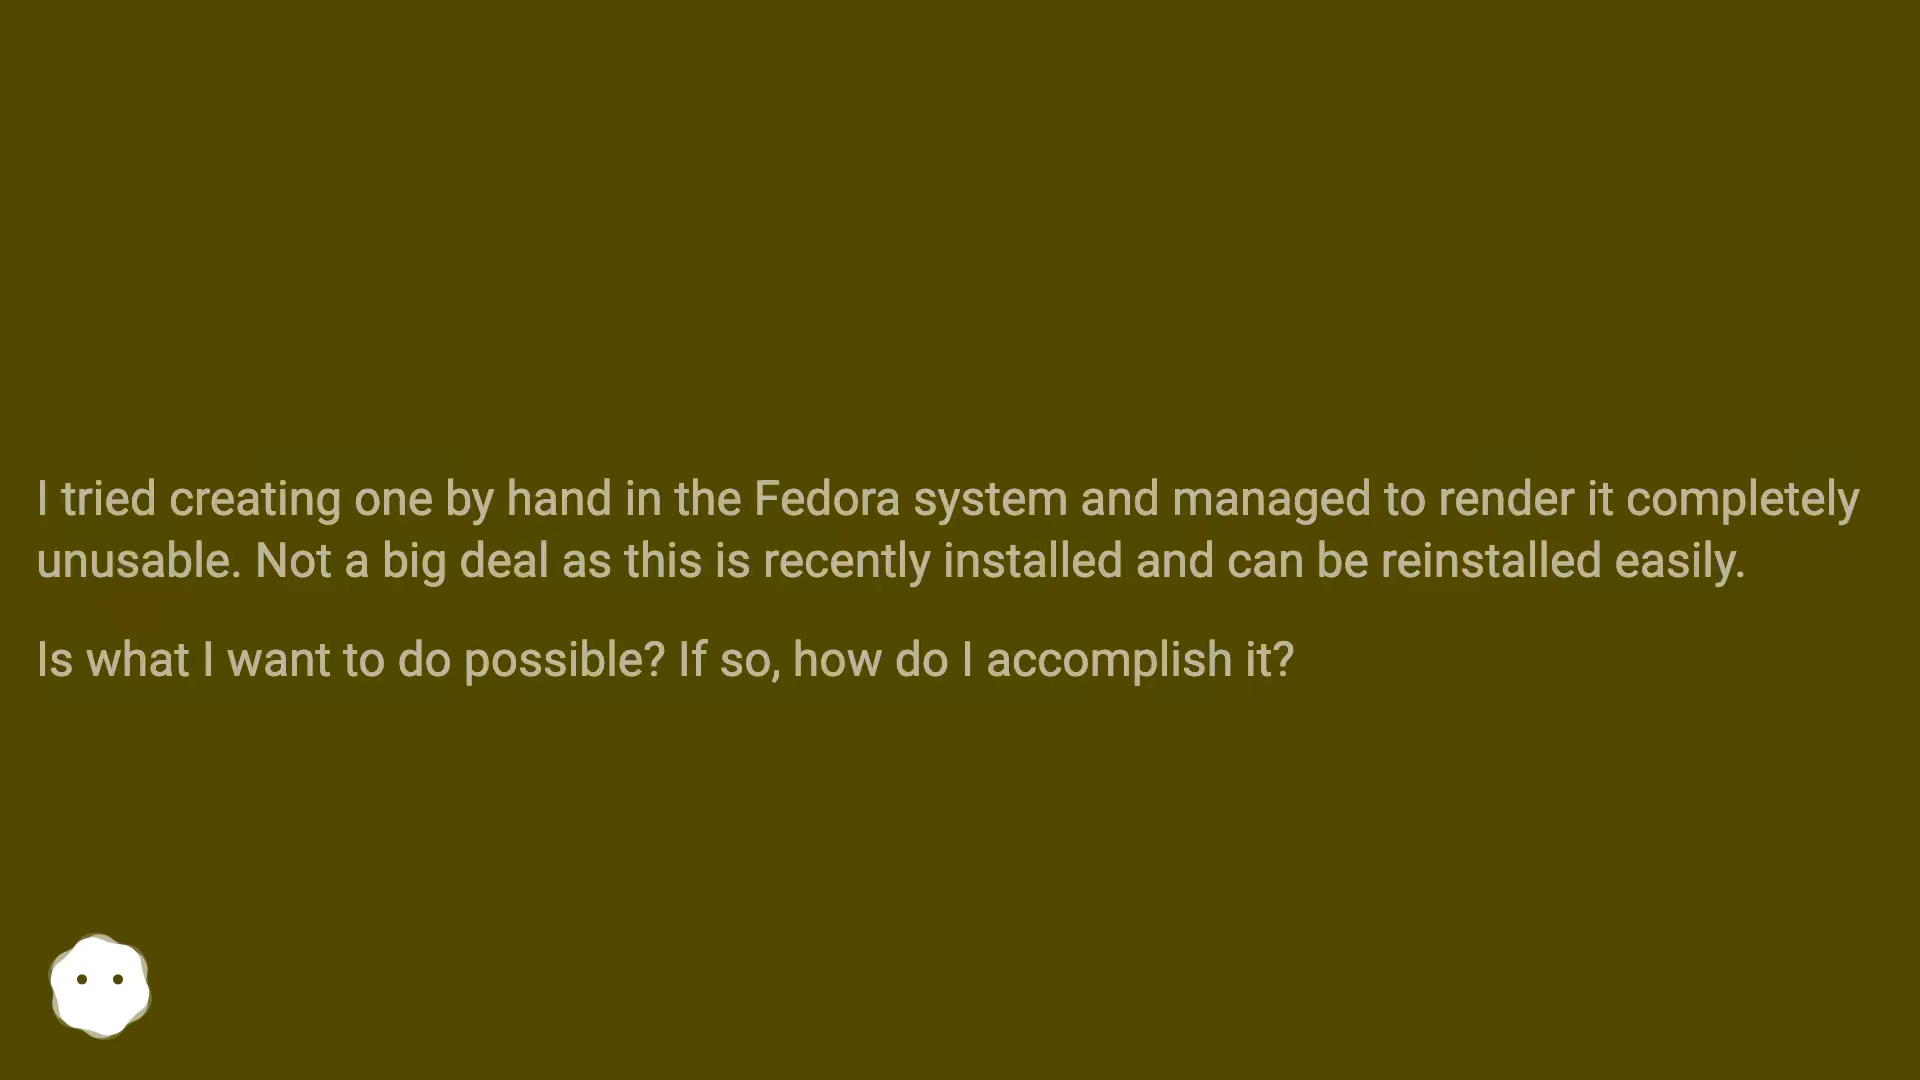 I tried creating one by hand in the Fedora system and managed to render it completely
unusable. Not a big deal as this is recently installed and can be reinstalled easily.
Is what I want to do possible? If so, how do I accomplish it?